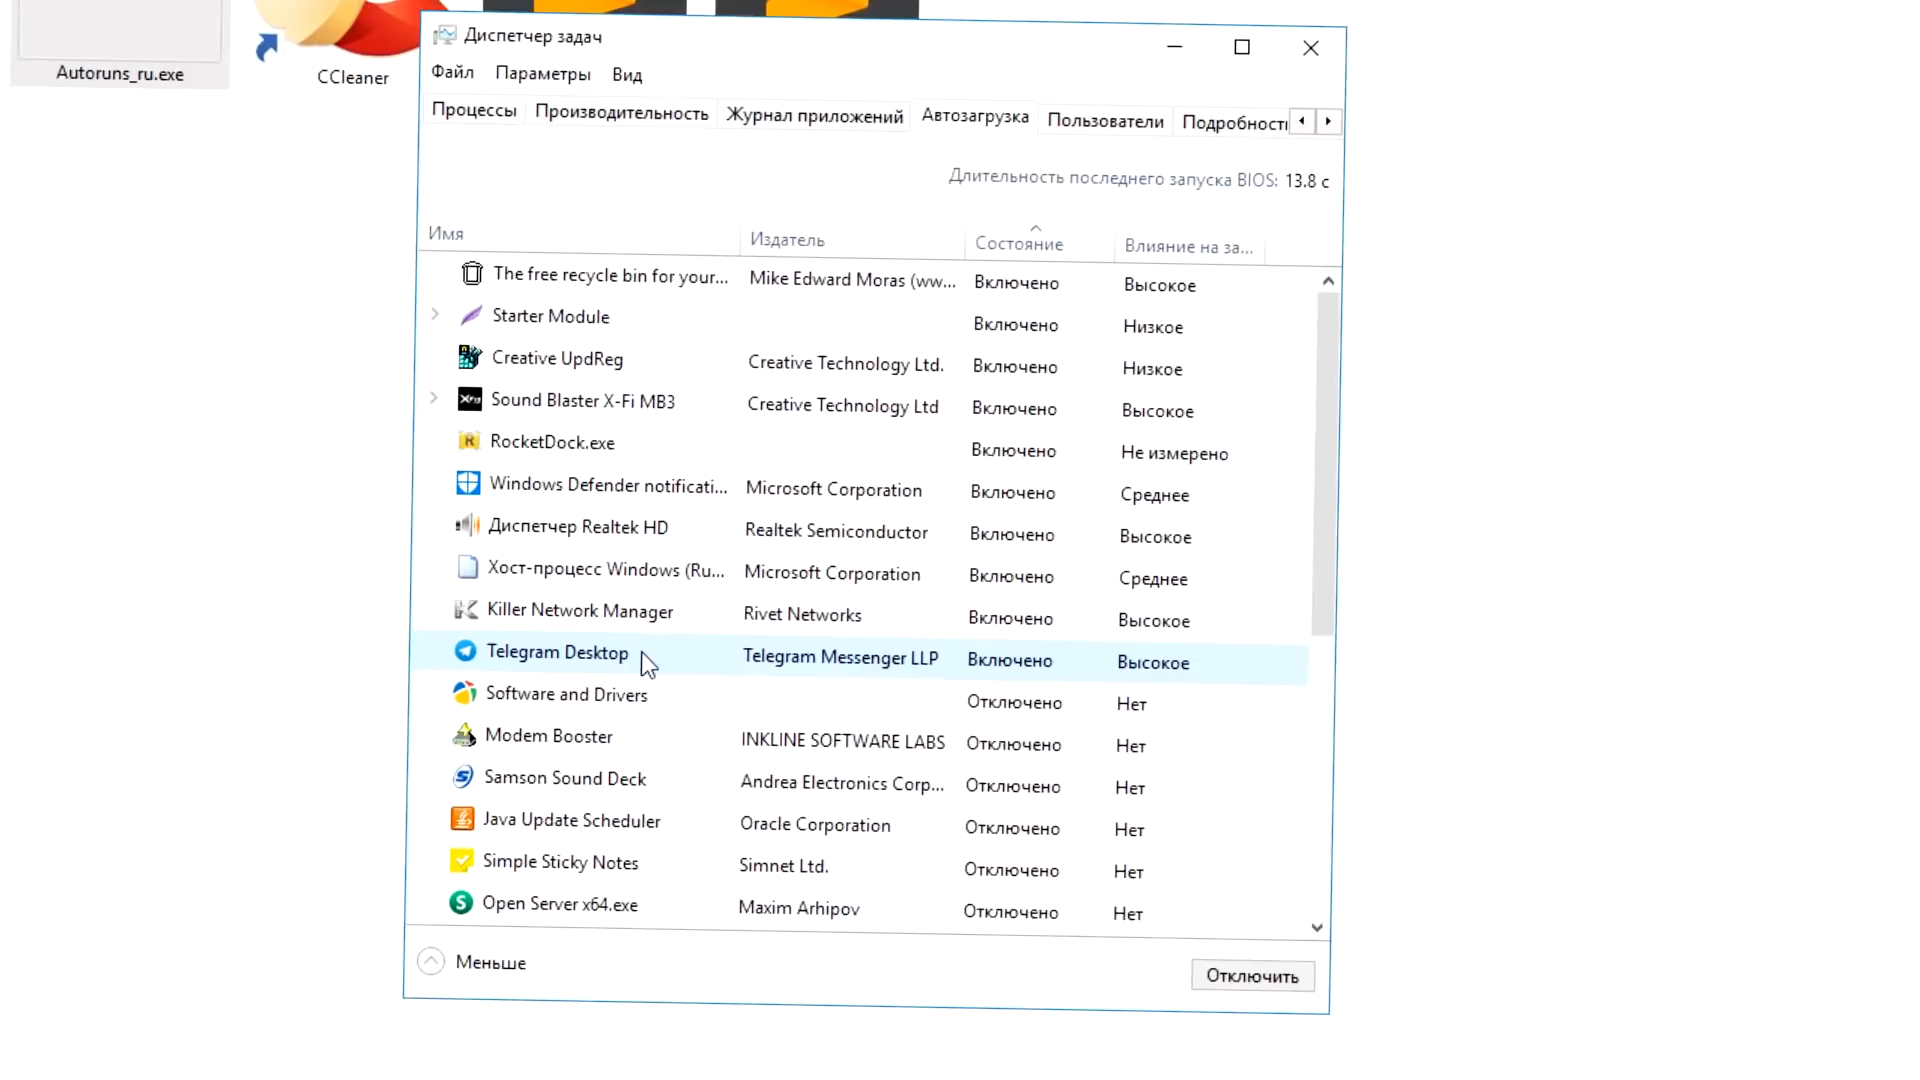 Autoruns_ru.exe
CCleaner
Диспетчер задач
Файл Параметры Вид
Процессы Производительность Журнал приложений Автозагрузка Пользователи Подробност
Длительность последнего запуска BIOS: 13.8 с
Имя Издатель Состояние Влияние на за...
The free recycle bin for your... Mike Edward Moras (ww... Включено Высокое
Starter Module Включено Низкое
Creative UpdReg Creative Technology Ltd. Включено Низкое
Sound Blaster X-Fi MB3 Creative Technology Ltd Включено Высокое
RocketDock.exe Включено Не измерено
Windows Defender notificati... Microsoft Corporation Включено Среднее
Диспетчер Realtek HD Realtek Semiconductor Включено Высокое
Хост-процесс Windows (Ru... Microsoft Corporation Включено Среднее
Killer Network Manager Rivet Networks Включено Высокое
Telegram Desktop Telegram Messenger LLP Включено Высокое
Software and Drivers Отключено Нет
Modem Booster INKLINE SOFTWARE LABS Отключено Нет
Samson Sound Deck Andrea Electronics Corp... Отключено Нет
Java Update Scheduler Oracle Corporation Отключено Нет
Simple Sticky Notes Simnet Ltd. Отключено Нет
Open Server x64.exe Maxim Arhipov Отключено Нет
Меньше Отключить